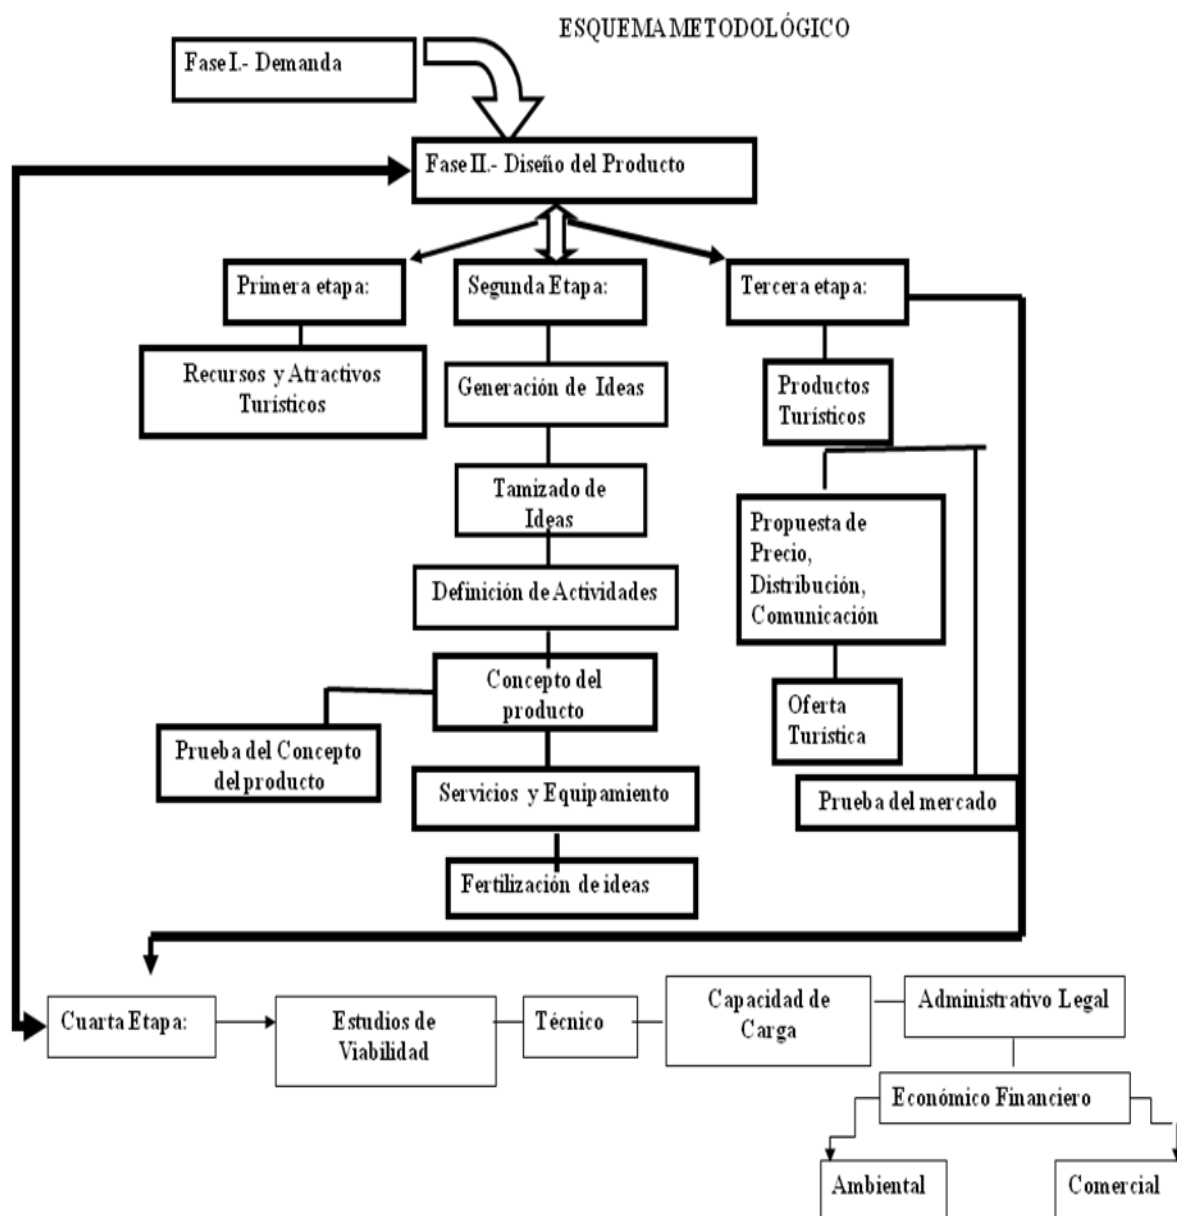 ESQUEMA METODOLÓGICO
Fase I.- Demanda
Fase II.- Diseño del Producto
Primera etapa:
Segunda Etapa:
Tercera etapa:
Recursos y Atractivos
Turísticos
Generación de Ideas
Productos
Turísticos
Tamizado de
Ideas
Propuesta de
Precio,
Distribución,
Comunicación
Definición de Actividades
Concepto del
producto
Oferta
Turistica
Prueba del Concepto
del producto
Servicios y Equipamiento
Prueba del mercado
Fertilización de ideas
Cuarta Etapa:
Estudios de
Viabilidad
Técnico
Capacidad de
Carga
Administrativo Legal
Económico Financiero
Ambiental
Comercial